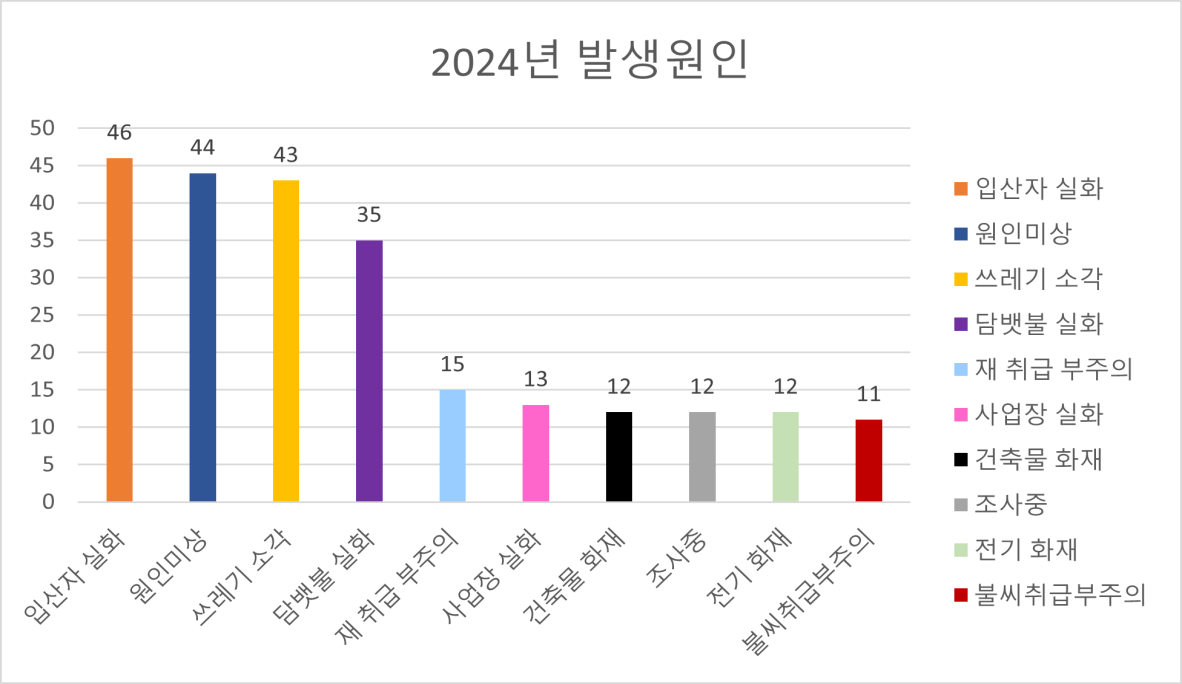 2024년 발생원인
50
45
40
35
30
25
20
15
10
5
0
46
44
43
35
15
13
12
12
12
11
입산자 실화
원인미상
쓰레기 소각
담뱃불 실화
재 취급 부주의
사업장 실화
건축물 화재
조사중
전기 화재
불씨취급부주의
입산자 실화
원인미상
쓰레기 소각
담뱃불 실화
재 취급 부주의
사업장 실화
건축물 화재
조사중
전기 화재
불씨취급부주의